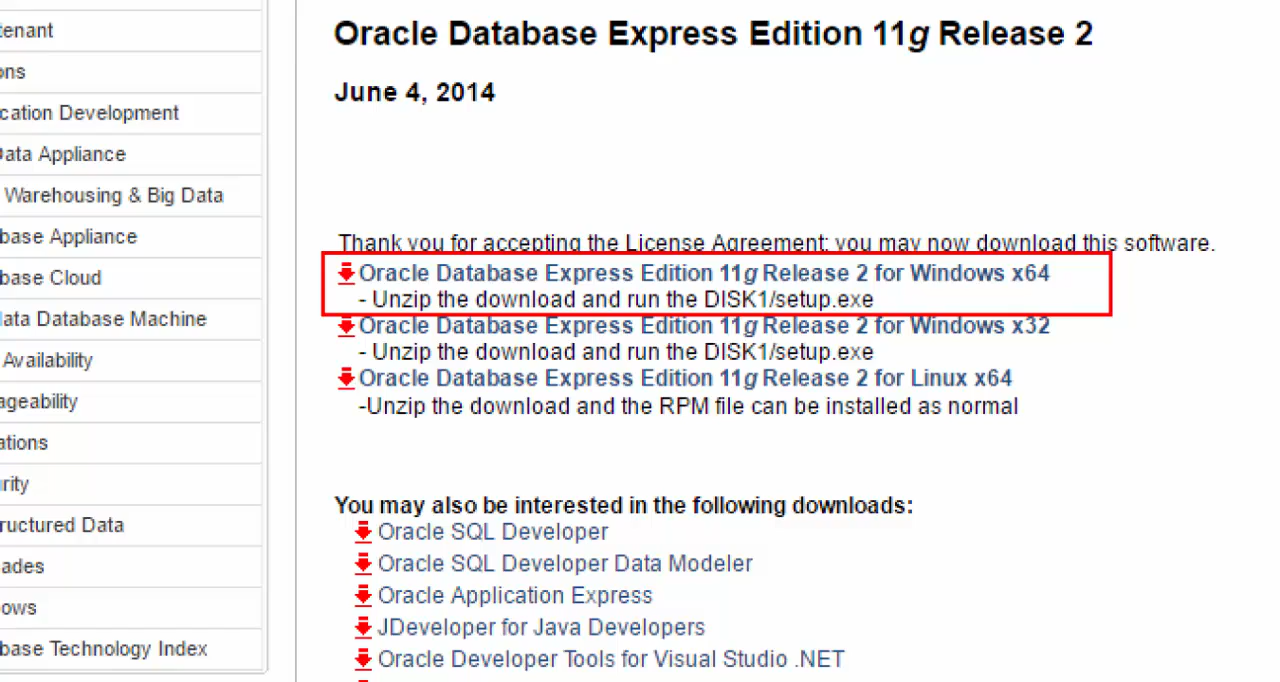 tenant
ons
cation Development
ata Appliance
Warehousing & Big Data
base Appliance
base Cloud
ata Database Machine
Availability
ageability
ations
rity
ructured Data
ades
ows
base Technology Index
Oracle Database Express Edition 11g Release 2
June 4, 2014
Thank you for accepting the License Agreement; you may now download this software.
Oracle Database Express Edition 11g Release 2 for Windows x64
- Unzip the download and run the DISK1/setup.exe
Oracle Database Express Edition 11g Release 2 for Windows x32
- Unzip the download and run the DISK1/setup.exe
Oracle Database Express Edition 11g Release 2 for Linux x64
-Unzip the download and the RPM file can be installed as normal
You may also be interested in the following downloads:
Oracle SQL Developer
Oracle SQL Developer Data Modeler
Oracle Application Express
JDeveloper for Java Developers
Oracle Developer Tools for Visual Studio .NET